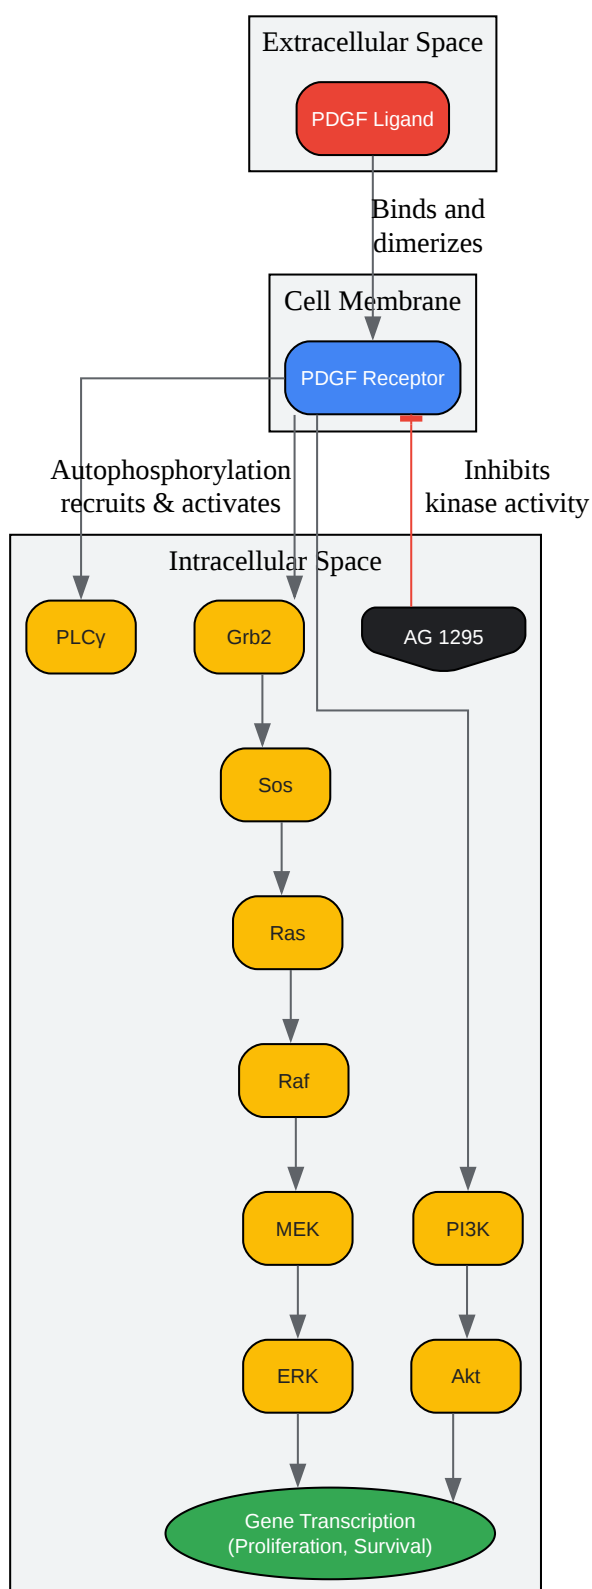 Extracellular Space
PDGF Ligand
Binds and
dimerizes
Cell Membrane
PDGF Receptor
Autophosphorylation
recruits & activates
Inhibits
kinase activity
Intracellular Space
PLCγ
Grb2
AG 1295
Sos
Ras
Raf
MEK
PI3K
ERK
Akt
Gene Transcription
(Proliferation, Survival)